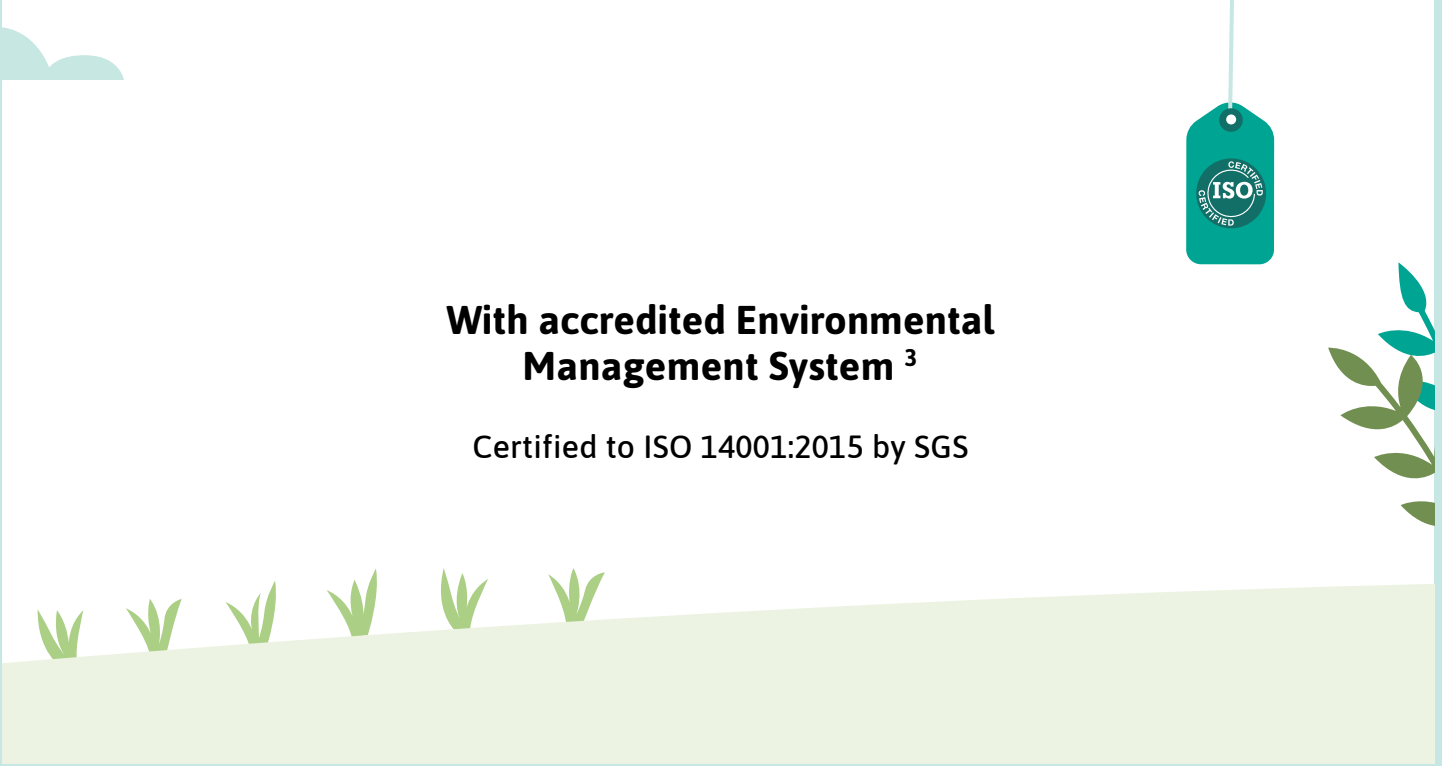 CERTIFIED
ISO
CERTIFIED
With accredited Environmental
Management System ³
Certified to ISO 14001:2015 by SGS